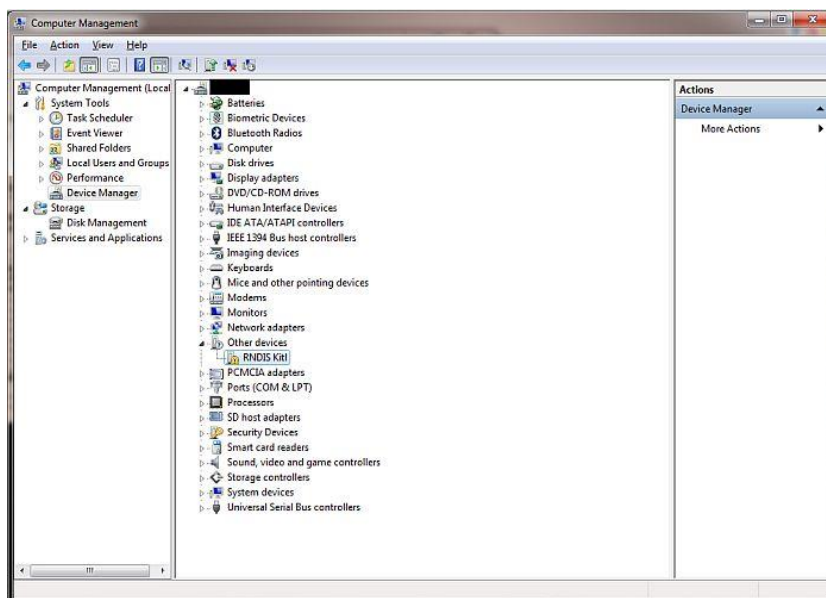 Computer Management
File Action View Help
Computer Management (Local
System Tools
Task Scheduler
Event Viewer
Shared Folders
Local Users and Groups
Performance
Device Manager
Storage
Disk Management
Services and Applications
Batteries
Biometric Devices
Bluetooth Radios
Computer
Disk drives
Display adapters
DVD/CD-ROM drives
Human Interface Devices
IDE ATA/ATAPI controllers
IEEE 1394 Bus host controllers
Imaging devices
Keyboards
Mice and other pointing devices
Modems
Monitors
Network adapters
Other devices
RNDIS Kitl
PCMCIA adapters
Ports (COM & LPT)
Processors
SD host adapters
Security Devices
Smart card readers
Sound, video and game controllers
Storage controllers
System devices
Universal Serial Bus controllers
Actions
Device Manager
More Actions